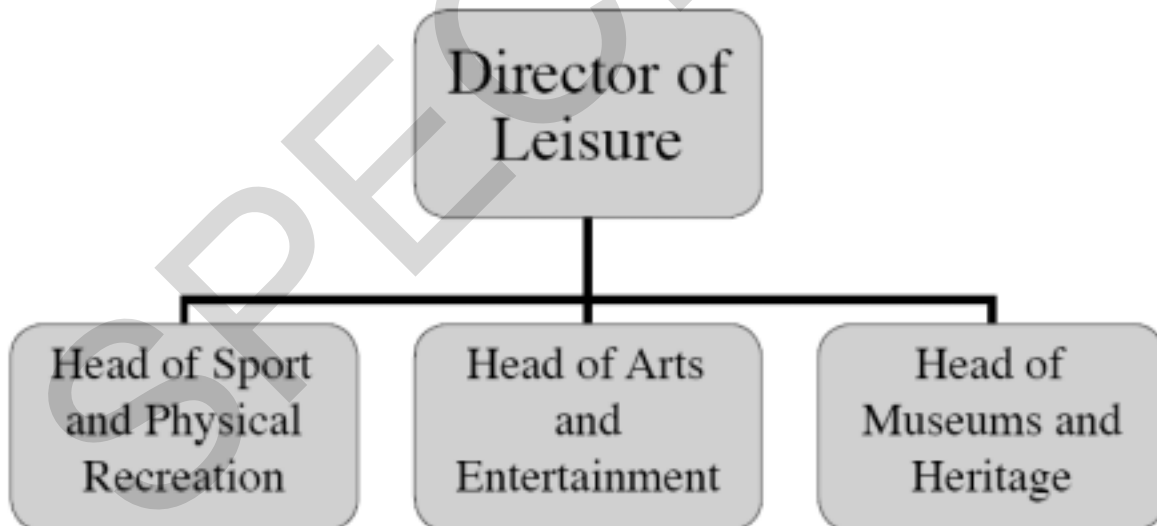 Director of
Leisure
Head of Sport
and Physical
Recreation
Head of Arts
and
Entertainment
Head of
Museums and
Heritage
SPEC